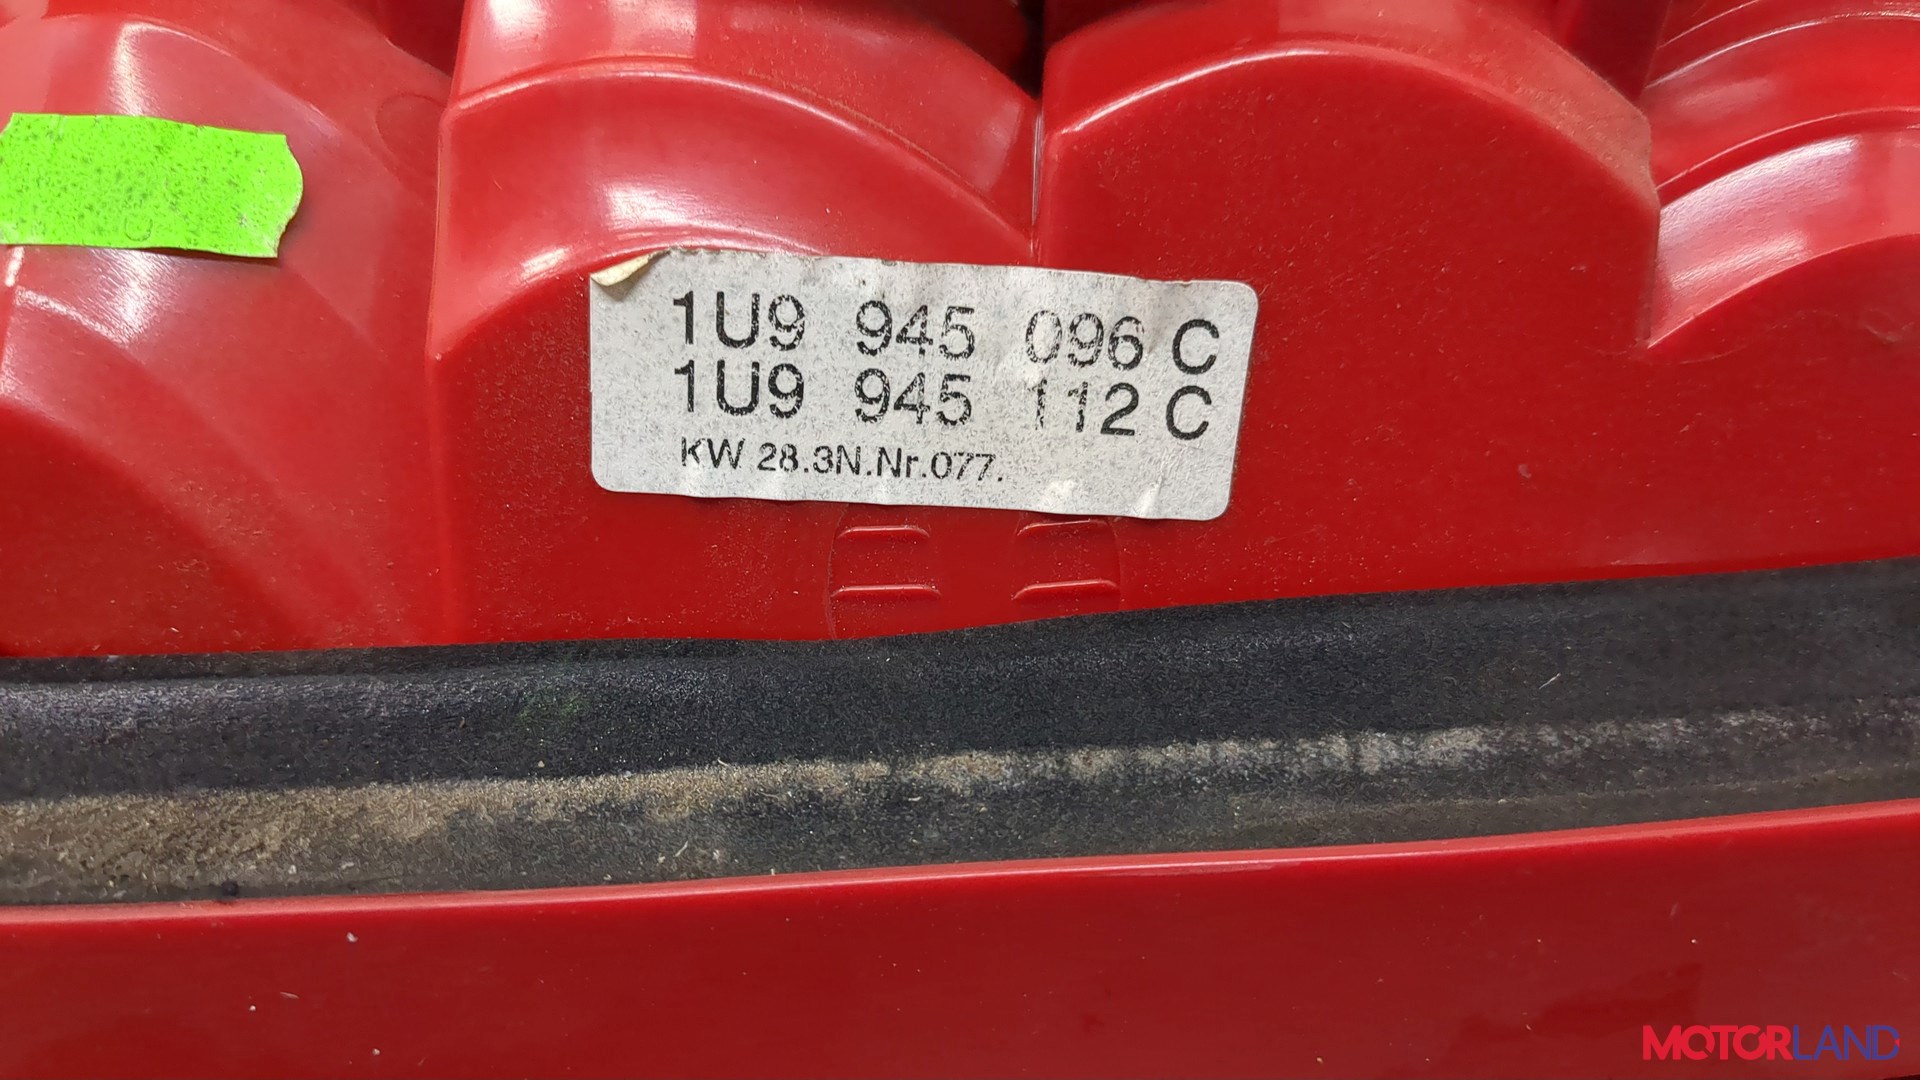 1U9 945 096 C
1U9 945 112 C
KW 28.3N.Nr.077.
MOTORLAND